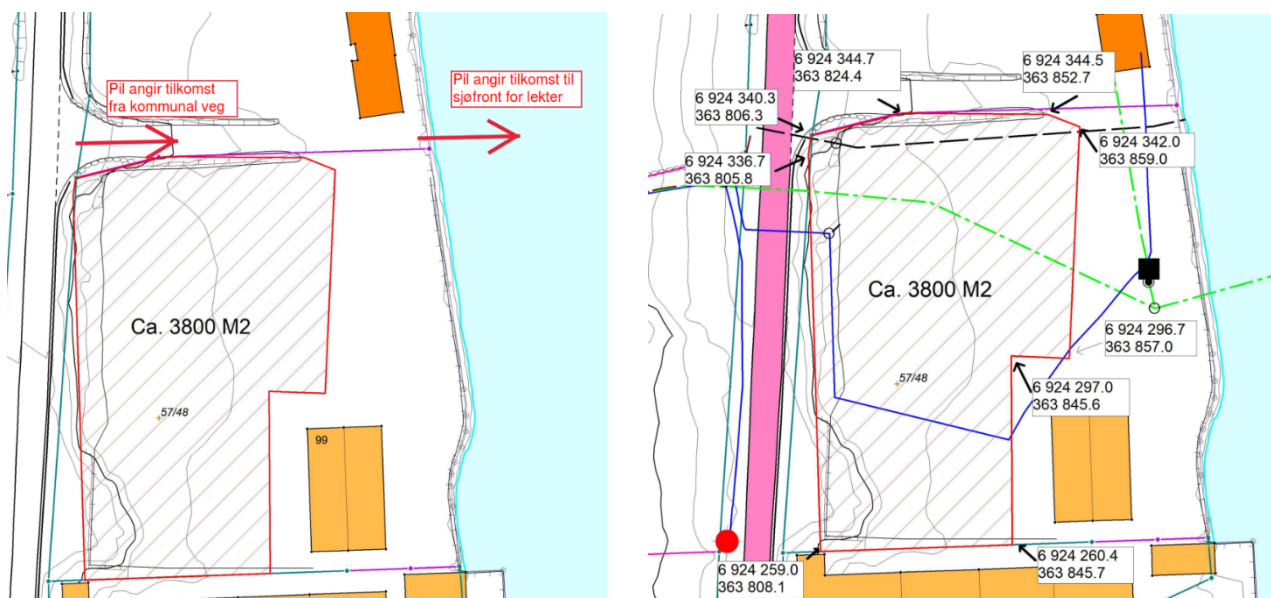 Pil angir tilkomst
fra kommunal veg
Pil angir tilkomst til
sjøfront for lekter
Ca. 3800 M2
57/48
99
6 924 344.7
363 824.4
6 924 344.5
363 852.7
6 924 340.3
363 806.3
6 924 342.0
363 859.0
6 924 336.7
363 805.8
Ca. 3800 M2
6 924 296.7
363 857.0
57/48
6 924 297.0
363 845.6
6 924 260.4
363 845.7
6 924 259.0
363 808.1